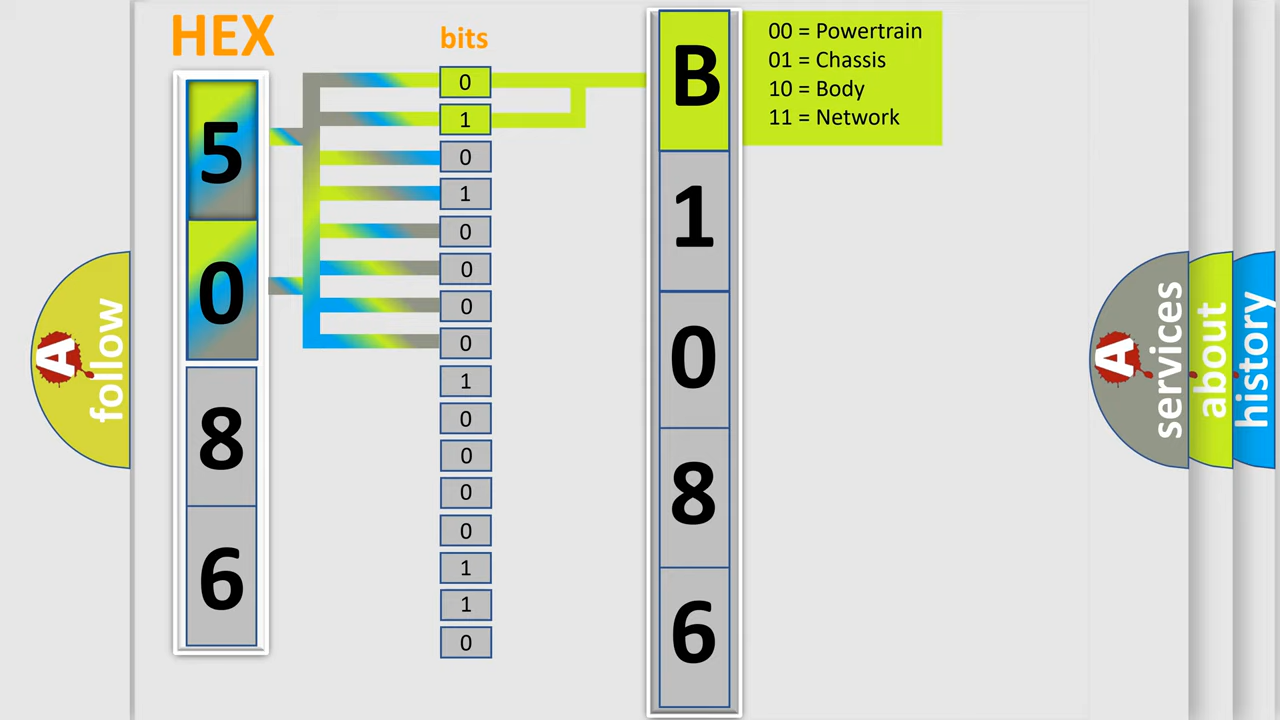 HEX
bits
5
0
8
6
0
1
0
1
0
0
0
0
1
0
0
0
0
1
1
0
B
1
0
8
6
00 = Powertrain
01 = Chassis
10 = Body
11 = Network
A
follow
A
services
about
history